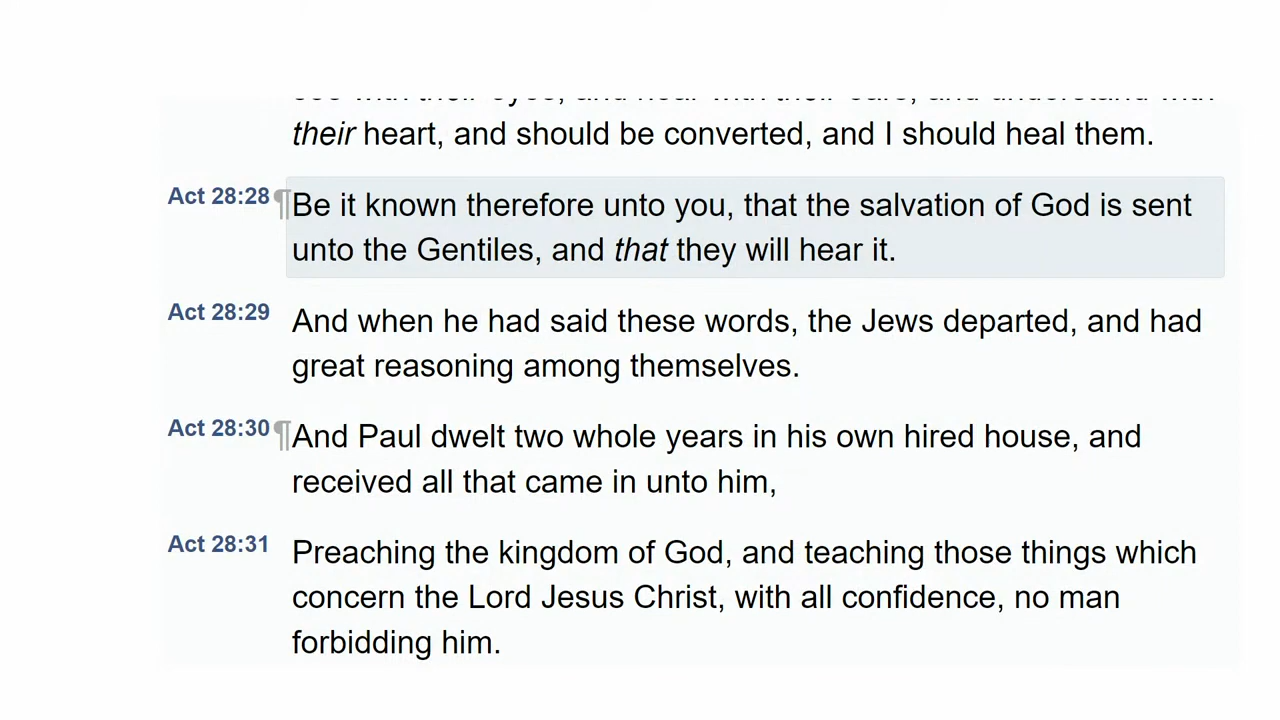 their heart, and should be converted, and I should heal them.
Act 28:28 ¶Be it known therefore unto you, that the salvation of God is sent
unto the Gentiles, and that they will hear it.
Act 28:29 And when he had said these words, the Jews departed, and had
great reasoning among themselves.
Act 28:30 ¶And Paul dwelt two whole years in his own hired house, and
received all that came in unto him,
Act 28:31 Preaching the kingdom of God, and teaching those things which
concern the Lord Jesus Christ, with all confidence, no man
forbidding him.